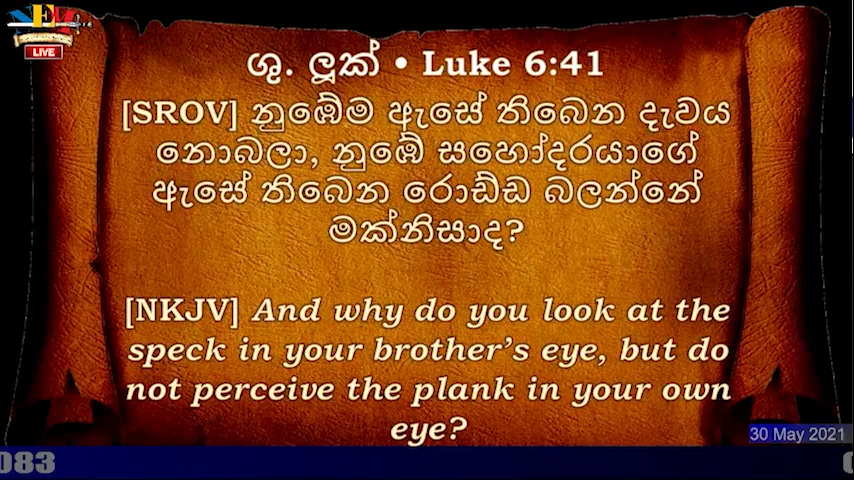 LIVE
ශු. ලූක් • Luke 6:41
[SROV] නුඹේම ඇසේ තිබෙන දැවය
නොබලා, නුඹේ සහෝදරයාගේ
ඇසේ තිබෙන රොඩ්ඩ බලන්නේ
මක්නිසාද?
[NKJV] And why do you look at the
speck in your brother’s eye, but do
not perceive the plank in your own
eye?
30 May 2021
083